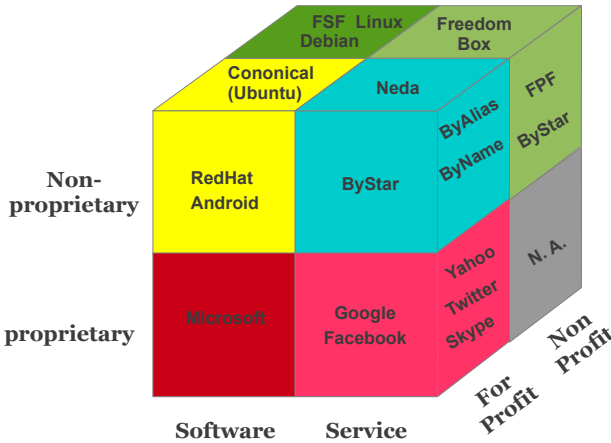 FSF Linux
Debian
Freedom
Box
Cononical
(Ubuntu)
Neda
FPF
ByStar
ByAlias
ByName
Non-
proprietary
RedHat
Android
ByStar
N. A.
Yahoo
Twitter
Skype
proprietary
Microsoft
Google
Facebook
For
Profit
Non
Profit
Software
Service